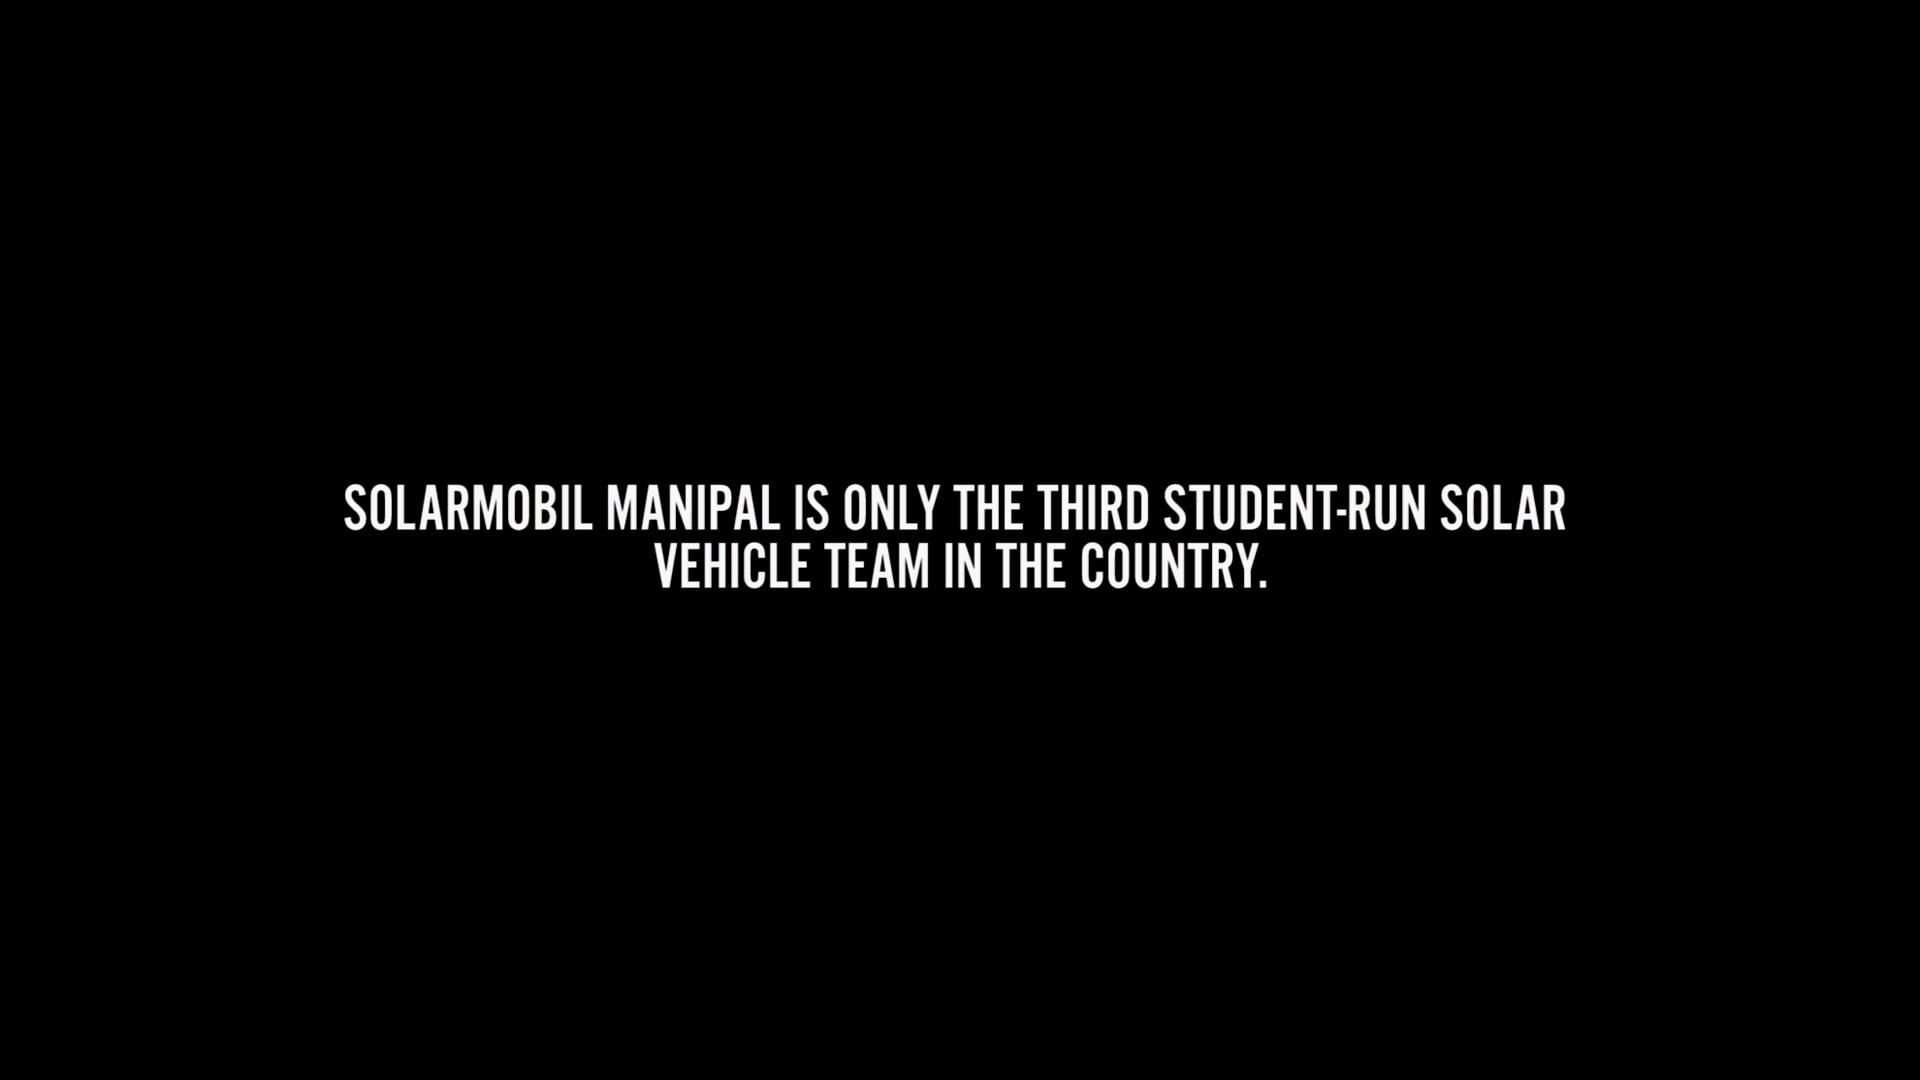 SOLARMOBIL MANIPAL IS ONLY THE THIRD STUDENT-RUN SOLAR
VEHICLE TEAM IN THE COUNTRY.